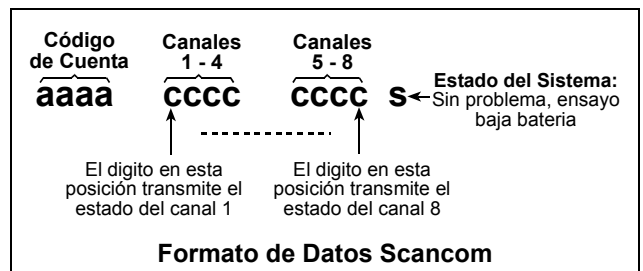 Código de Cuenta
Canales 1 - 4
Canales 5 - 8
aaaa cccc cccc s
Estado del Sistema:
Sin problema, ensayo
baja bateria
El digito en esta
posición transmite el
estado del canal 1
El digito en esta
posición transmite el
estado del canal 8
Formato de Datos Scancom